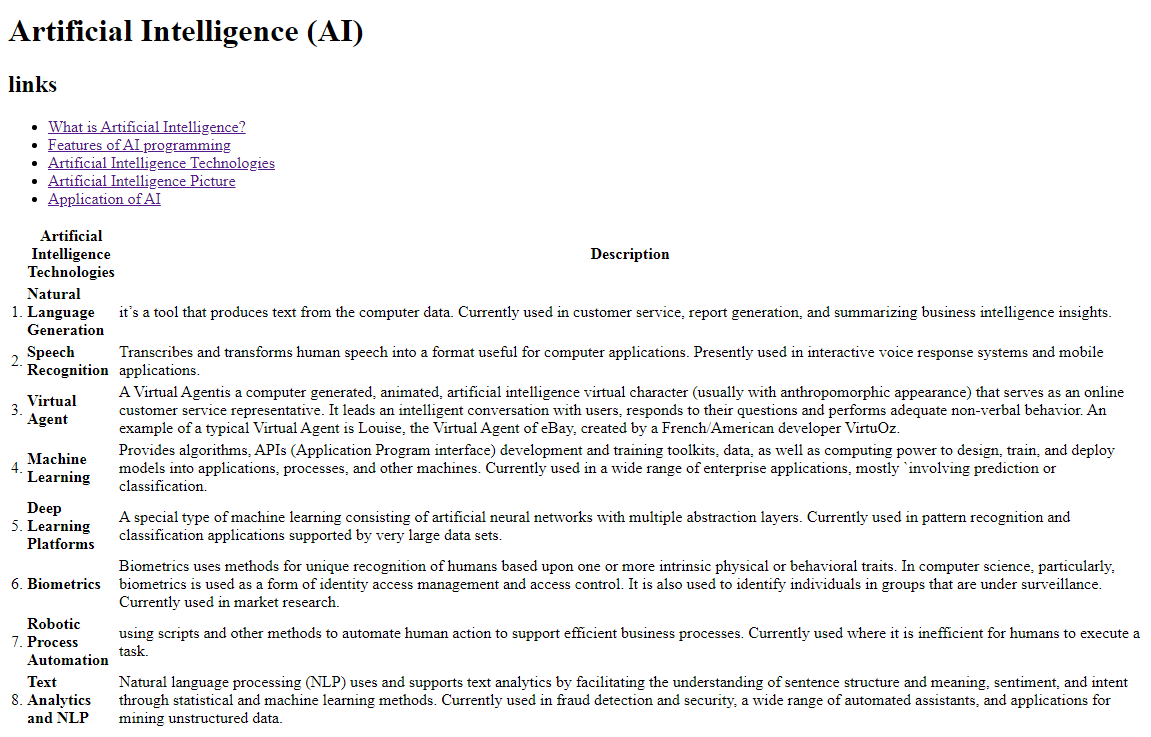 Artificial Intelligence (AI)
links
What is Artificial Intelligence?
Features of AI programming
Artificial Intelligence Technologies
Artificial Intelligence Picture
Application of AI
Artificial
Intelligence
Technologies
Description
1.
Natural
Language
Generation
it’s a tool that produces text from the computer data. Currently used in customer service, report generation, and summarizing business intelligence insights.
2.
Speech
Recognition
Transcribes and transforms human speech into a format useful for computer applications. Presently used in interactive voice response systems and mobile
applications.
3.
Virtual
Agent
A Virtual Agentis a computer generated, animated, artificial intelligence virtual character (usually with anthropomorphic appearance) that serves as an online
customer service representative. It leads an intelligent conversation with users, responds to their questions and performs adequate non-verbal behavior. An
example of a typical Virtual Agent is Louise, the Virtual Agent of eBay, created by a French/American developer VirtuOz.
4.
Machine
Learning
Provides algorithms, APIs (Application Program interface) development and training toolkits, data, as well as computing power to design, train, and deploy
models into applications, processes, and other machines. Currently used in a wide range of enterprise applications, mostly `involving prediction or
classification.
5.
Deep
Learning
Platforms
A special type of machine learning consisting of artificial neural networks with multiple abstraction layers. Currently used in pattern recognition and
classification applications supported by very large data sets.
6.
Biometrics
Biometrics uses methods for unique recognition of humans based upon one or more intrinsic physical or behavioral traits. In computer science, particularly,
biometrics is used as a form of identity access management and access control. It is also used to identify individuals in groups that are under surveillance.
Currently used in market research.
7.
Robotic
Process
Automation
using scripts and other methods to automate human action to support efficient business processes. Currently used where it is inefficient for humans to execute a
task.
8.
Text
Analytics
and NLP
Natural language processing (NLP) uses and supports text analytics by facilitating the understanding of sentence structure and meaning, sentiment, and intent
through statistical and machine learning methods. Currently used in fraud detection and security, a wide range of automated assistants, and applications for
mining unstructured data.